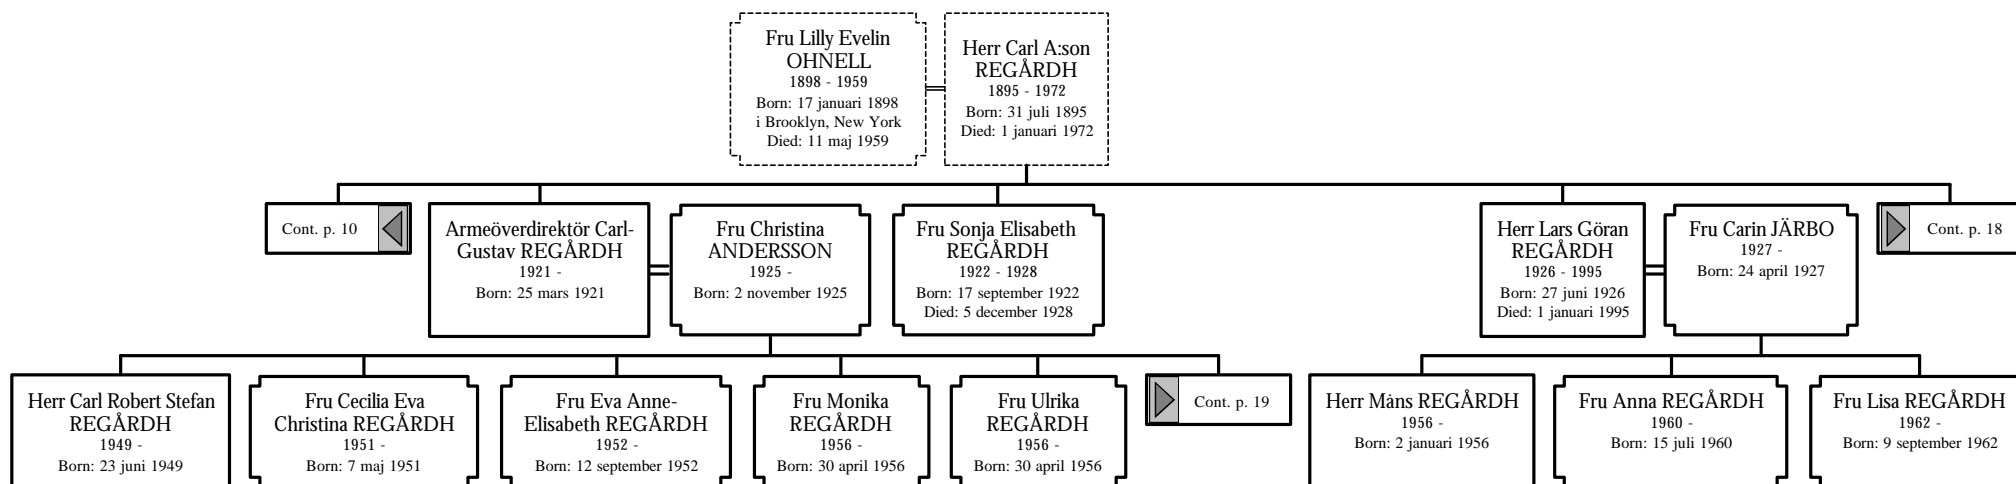 Fru Lilly Evelin
OHNELL
1898 - 1959
Born: 17 januari 1898
i Brooklyn, New York
Died: 11 maj 1959
Herr Carl A:son
REGÅRDH
1895 - 1972
Born: 31 juli 1895
Died: 1 januari 1972
Cont. p. 10
Armeöverdirektör Carl-
Gustav REGÅRDH
1921 -
Born: 25 mars 1921
Fru Christina
ANDERSSON
1925 -
Born: 2 november 1925
Fru Sonja Elisabeth
REGÅRDH
1922 - 1928
Born: 17 september 1922
Died: 5 december 1928
Herr Lars Göran
REGÅRDH
1926 - 1995
Born: 27 juni 1926
Died: 1 januari 1995
Fru Carin JÄRBO
1927 -
Born: 24 april 1927
Cont. p. 18
Herr Carl Robert Stefan
REGÅRDH
1949 -
Born: 23 juni 1949
Fru Cecilia Eva
Christina REGÅRDH
1951 -
Born: 7 maj 1951
Fru Eva Anne-
Elisabeth REGÅRDH
1952 -
Born: 12 september 1952
Fru Monika
REGÅRDH
1956 -
Born: 30 april 1956
Fru Ulrika
REGÅRDH
1956 -
Born: 30 april 1956
Cont. p. 19
Herr Måns REGÅRDH
1956 -
Born: 2 januari 1956
Fru Anna REGÅRDH
1960 -
Born: 15 juli 1960
Fru Lisa REGÅRDH
1962 -
Born: 9 september 1962